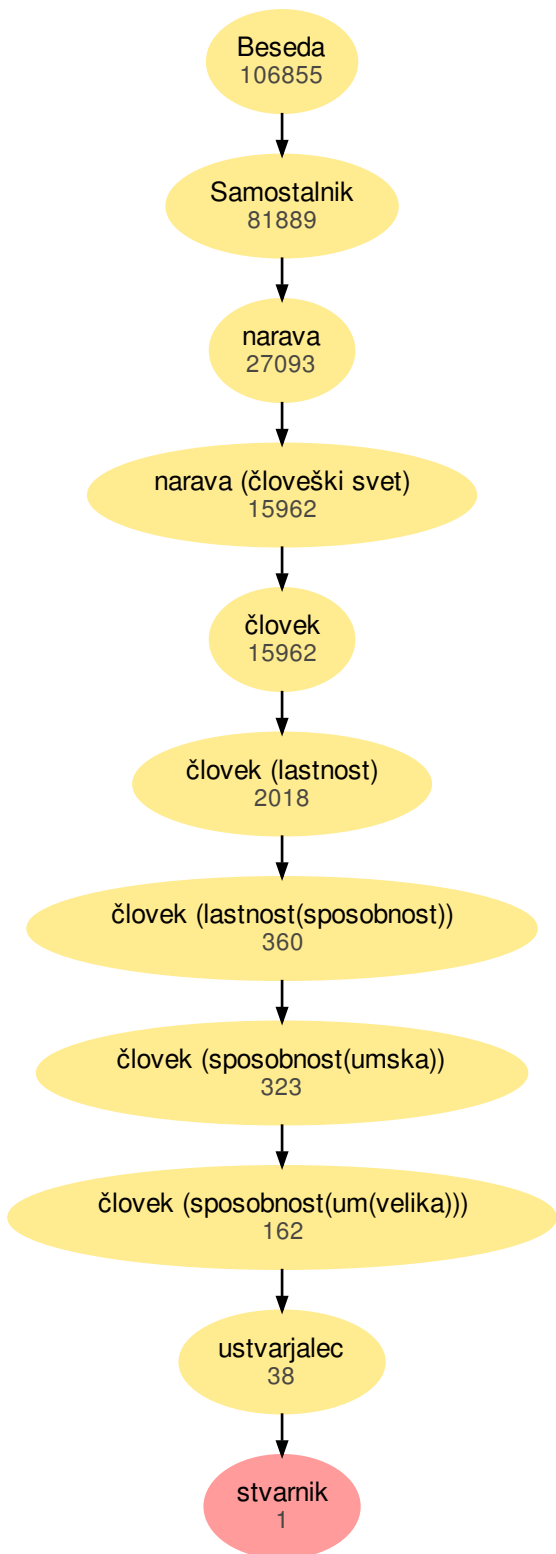 Beseda
106855
Samostalnik
81889
narava
27093
narava (človeški svet)
15962
človek
15962
človek (lastnost)
2018
človek (lastnost(sposobnost))
360
človek (sposobnost(umska))
323
človek (sposobnost(um(velika)))
162
ustvarjalec
38
stvarnik
1